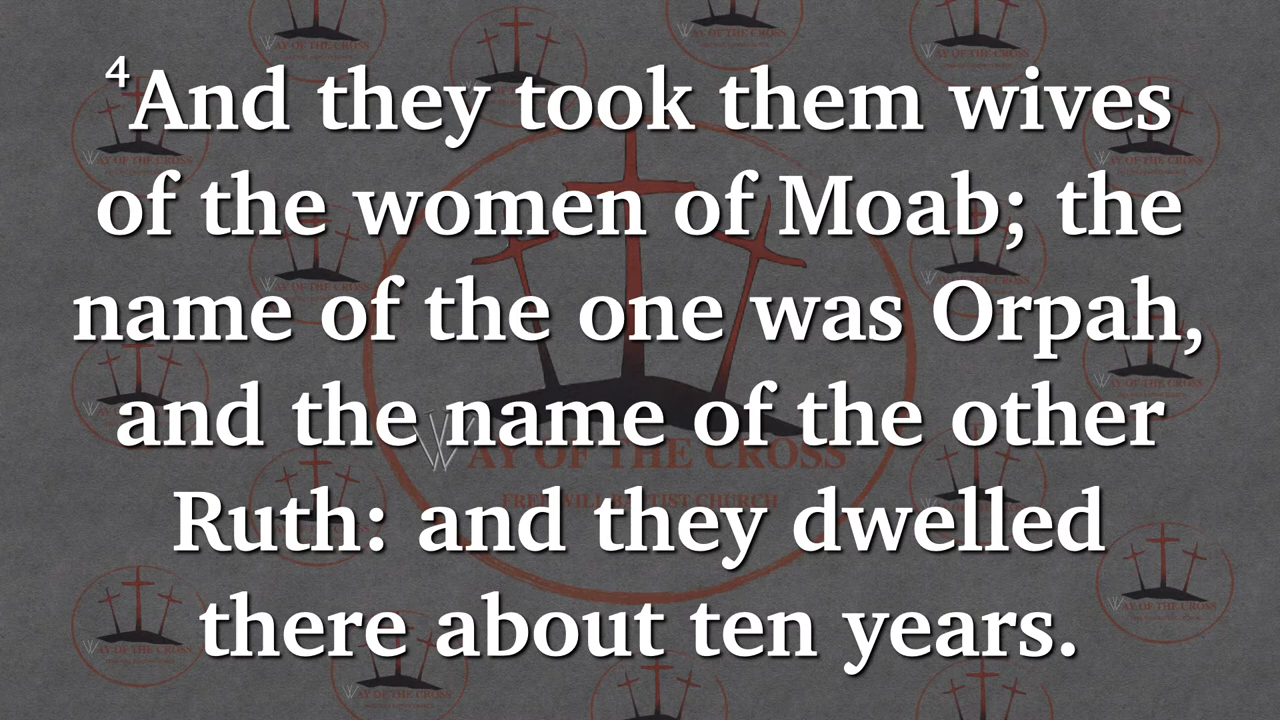 4And they took them wives
of the women of Moab; the
name of the one was Orpah,
and the name of the other
Ruth: and they dwelled
there about ten years.
WAY OF THE CROSS
FREE WILL BAPTIST CHURCH